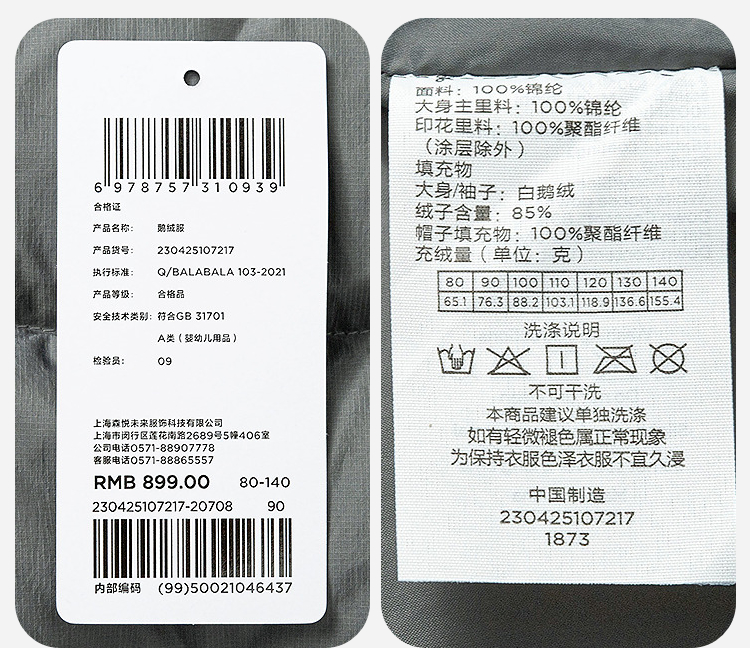 6 978757 310939
合格证
产品名称: 鹅绒服
产品货号: 230425107217
执行标准: Q/BALABALA 103-2021
产品等级: 合格品
安全技术类别: 符合GB 31701
A类 (婴幼儿用品)
检验员: 09
上海森悦未来服饰科技有限公司
上海市闵行区莲花南路2689号5幢406室
公司电话0571-88907778
客服电话0571-88865557
RMB 899.00 80-140
230425107217-20708 90
内部编码 (99)50021046437
面料: 100%锦纶
大身主里料: 100%锦纶
印花里料: 100%聚酯纤维
(涂层除外)
填充物
大身/袖子: 白鹅绒
绒子含量: 85%
帽子填充物: 100%聚酯纤维
充绒量(单位: 克)
80 90 100 110 120 130 140
65.1 76.3 88.2 103.1 118.9 136.6 155.4
洗涤说明
不可干洗
本商品建议单独洗涤
如有轻微褪色属正常现象
为保持衣服色泽衣服不宜久浸
中国制造
230425107217
1873